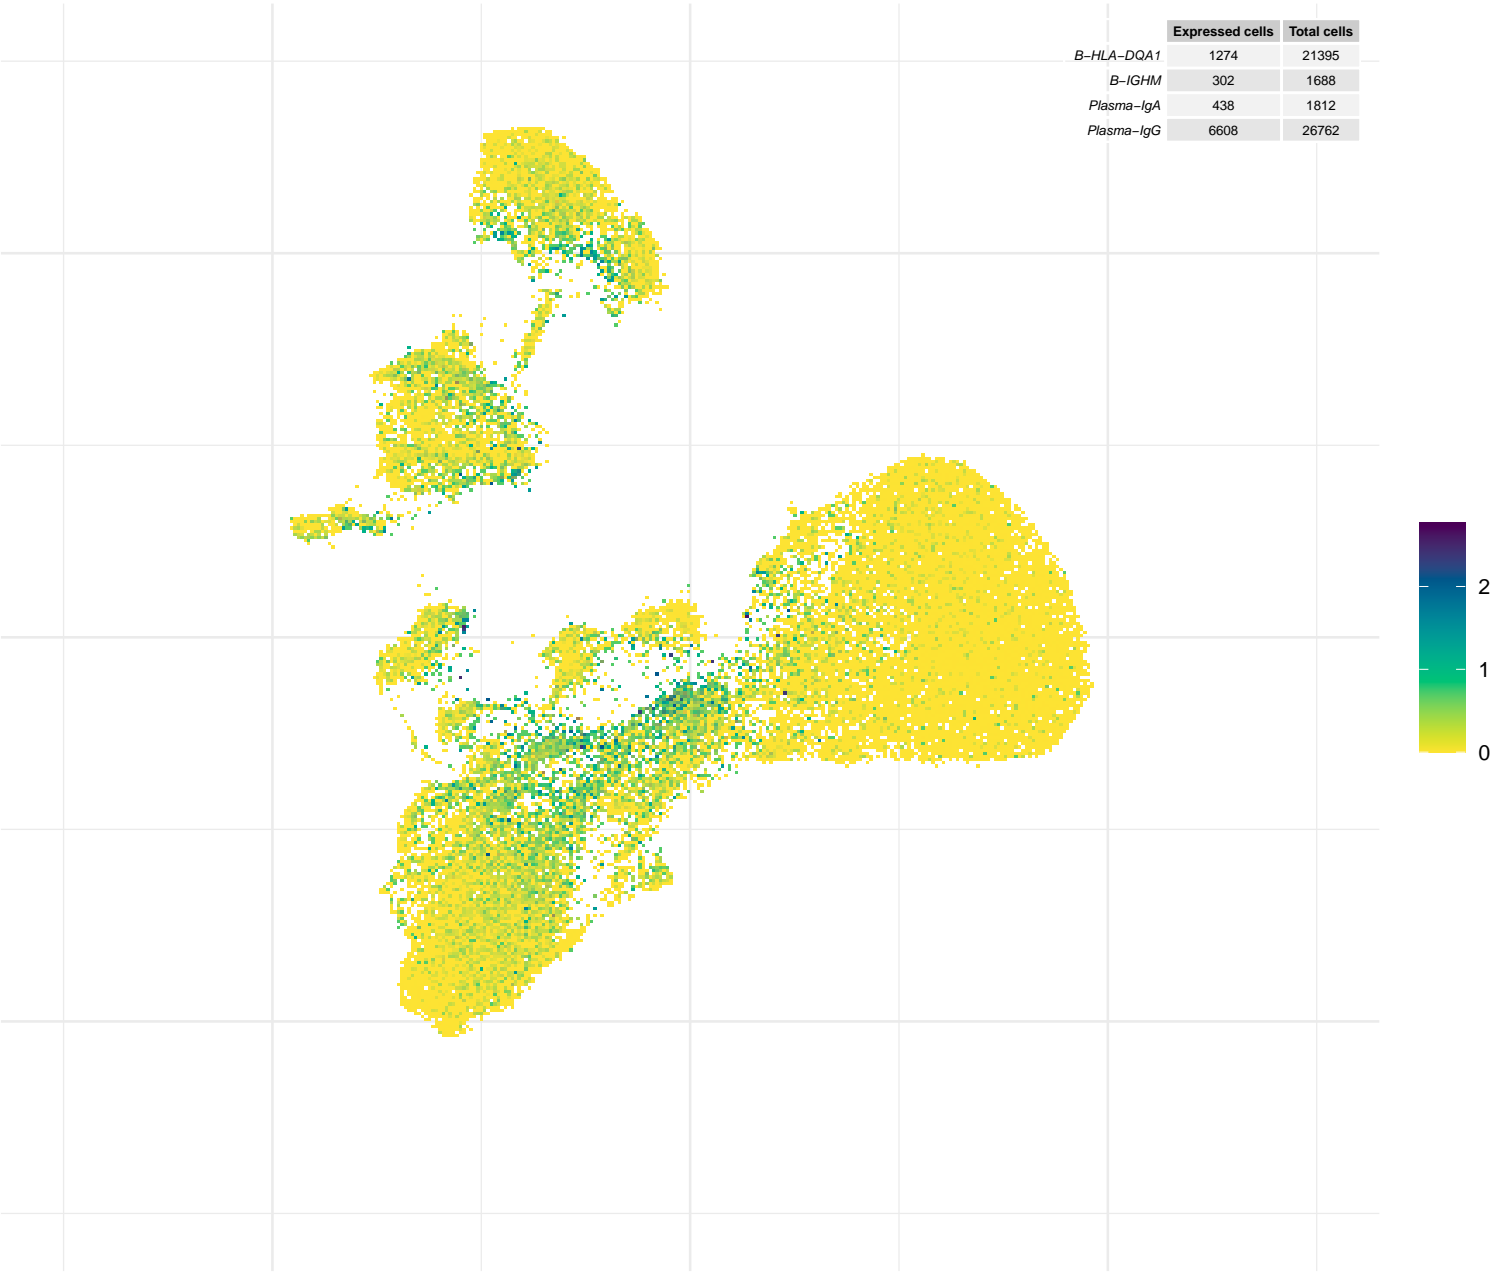 Expressed cells Total cells
B−HLA−DQA1 1274 21395
B−IGHM 302 1688
Plasma−IgA 438 1812
Plasma−IgG 6608 26762
2
1
0